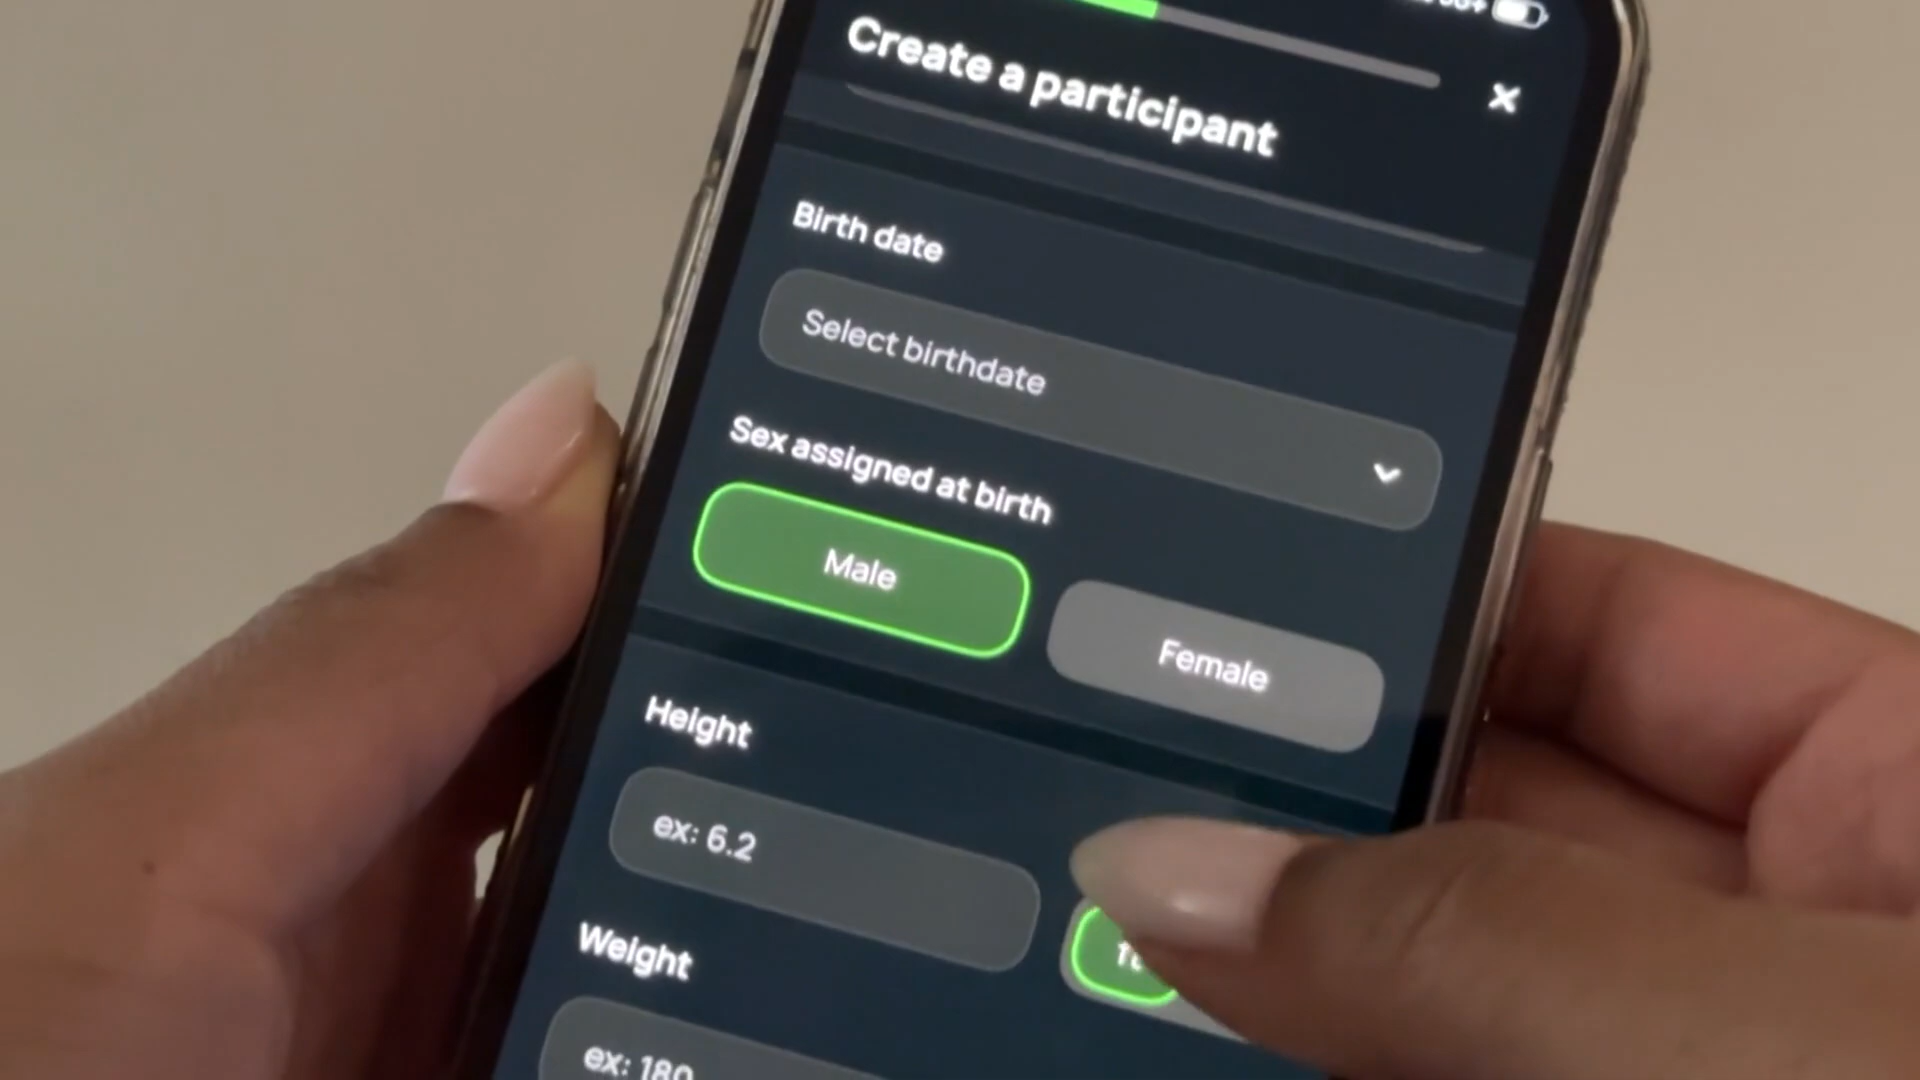 Create a participant
Birth date
Select birthdate
Sex assigned at birth
Male
Female
Height
ex: 6.2
ft
Weight
ex: 180